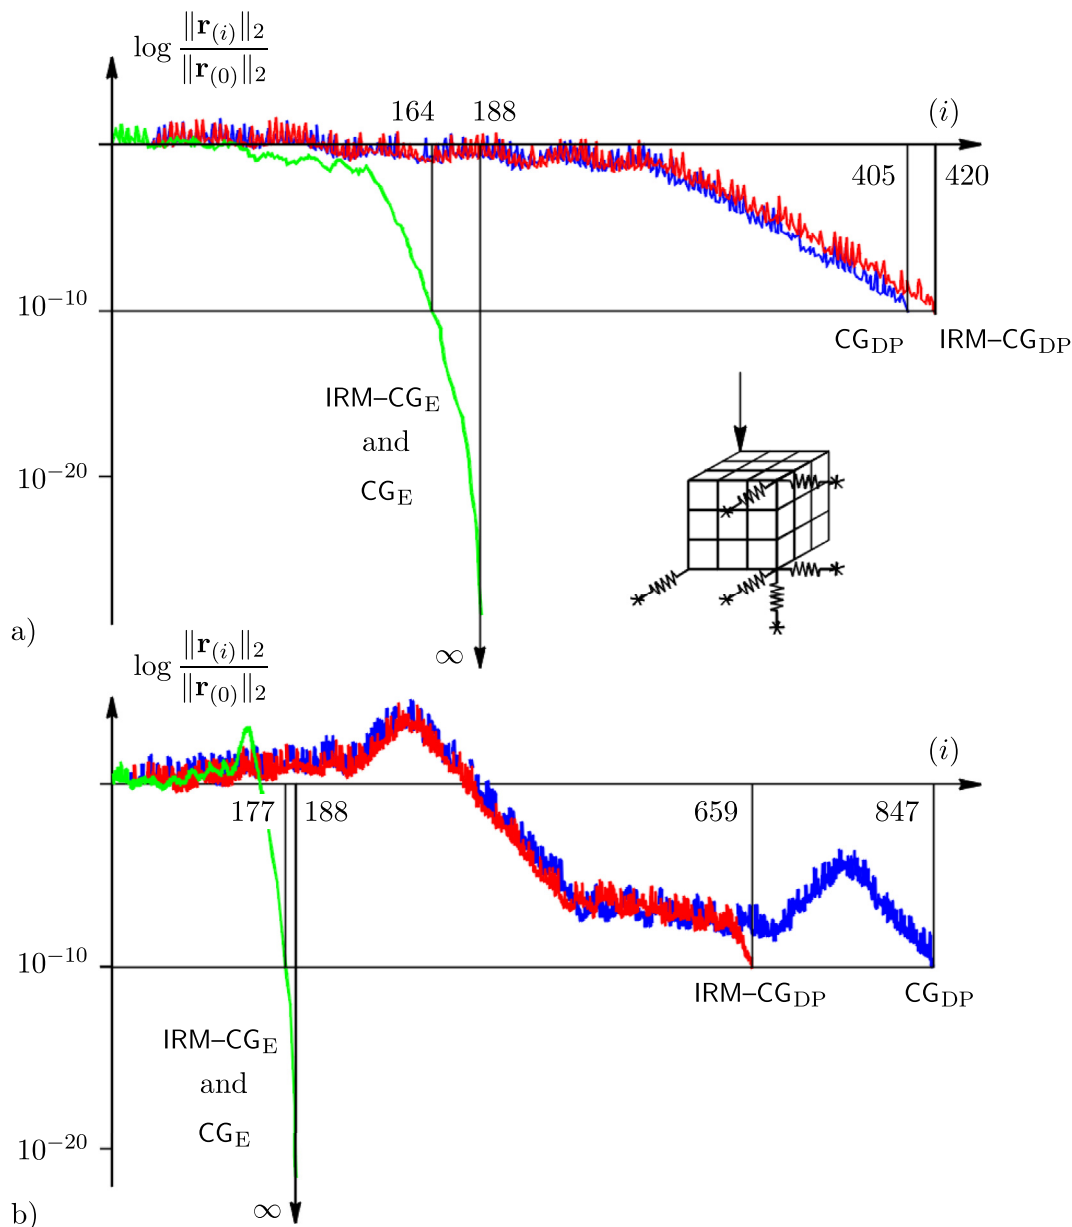 log ‖r(i)‖2 / ‖r(0)‖2
164 188 (i)
405 420
10−10
CGDP IRM–CGDP
IRM–CGE
and
CGE
10−20
a)
∞
log ‖r(i)‖2 / ‖r(0)‖2
(i)
177 188 659 847
10−10
IRM–CGDP CGDP
IRM–CGE
and
CGE
10−20
b)
∞